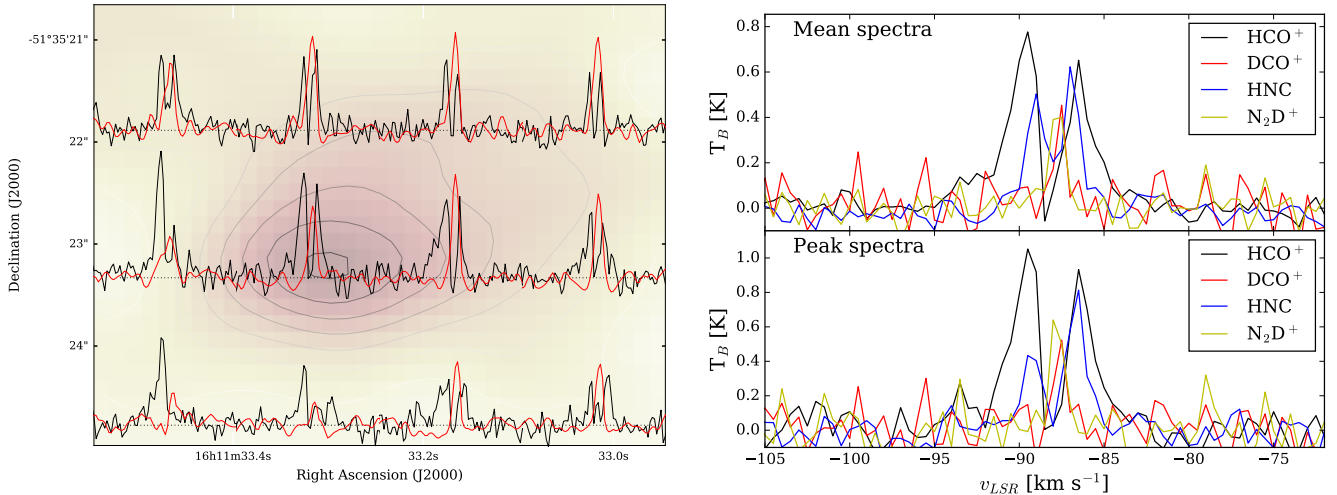 -51°35'21"
22"
23"
24"
Declination (J2000)
16h11m33.4s
33.2s
33.0s
Right Ascension (J2000)
Mean spectra
HCO⁺
DCO⁺
HNC
N₂D⁺
T_B [K]
0.8
0.6
0.4
0.2
0.0
Peak spectra
HCO⁺
DCO⁺
HNC
N₂D⁺
T_B [K]
1.0
0.8
0.6
0.4
0.2
0.0
−105
−100
−95
−90
−85
−80
−75
v_LSR [km s⁻¹]